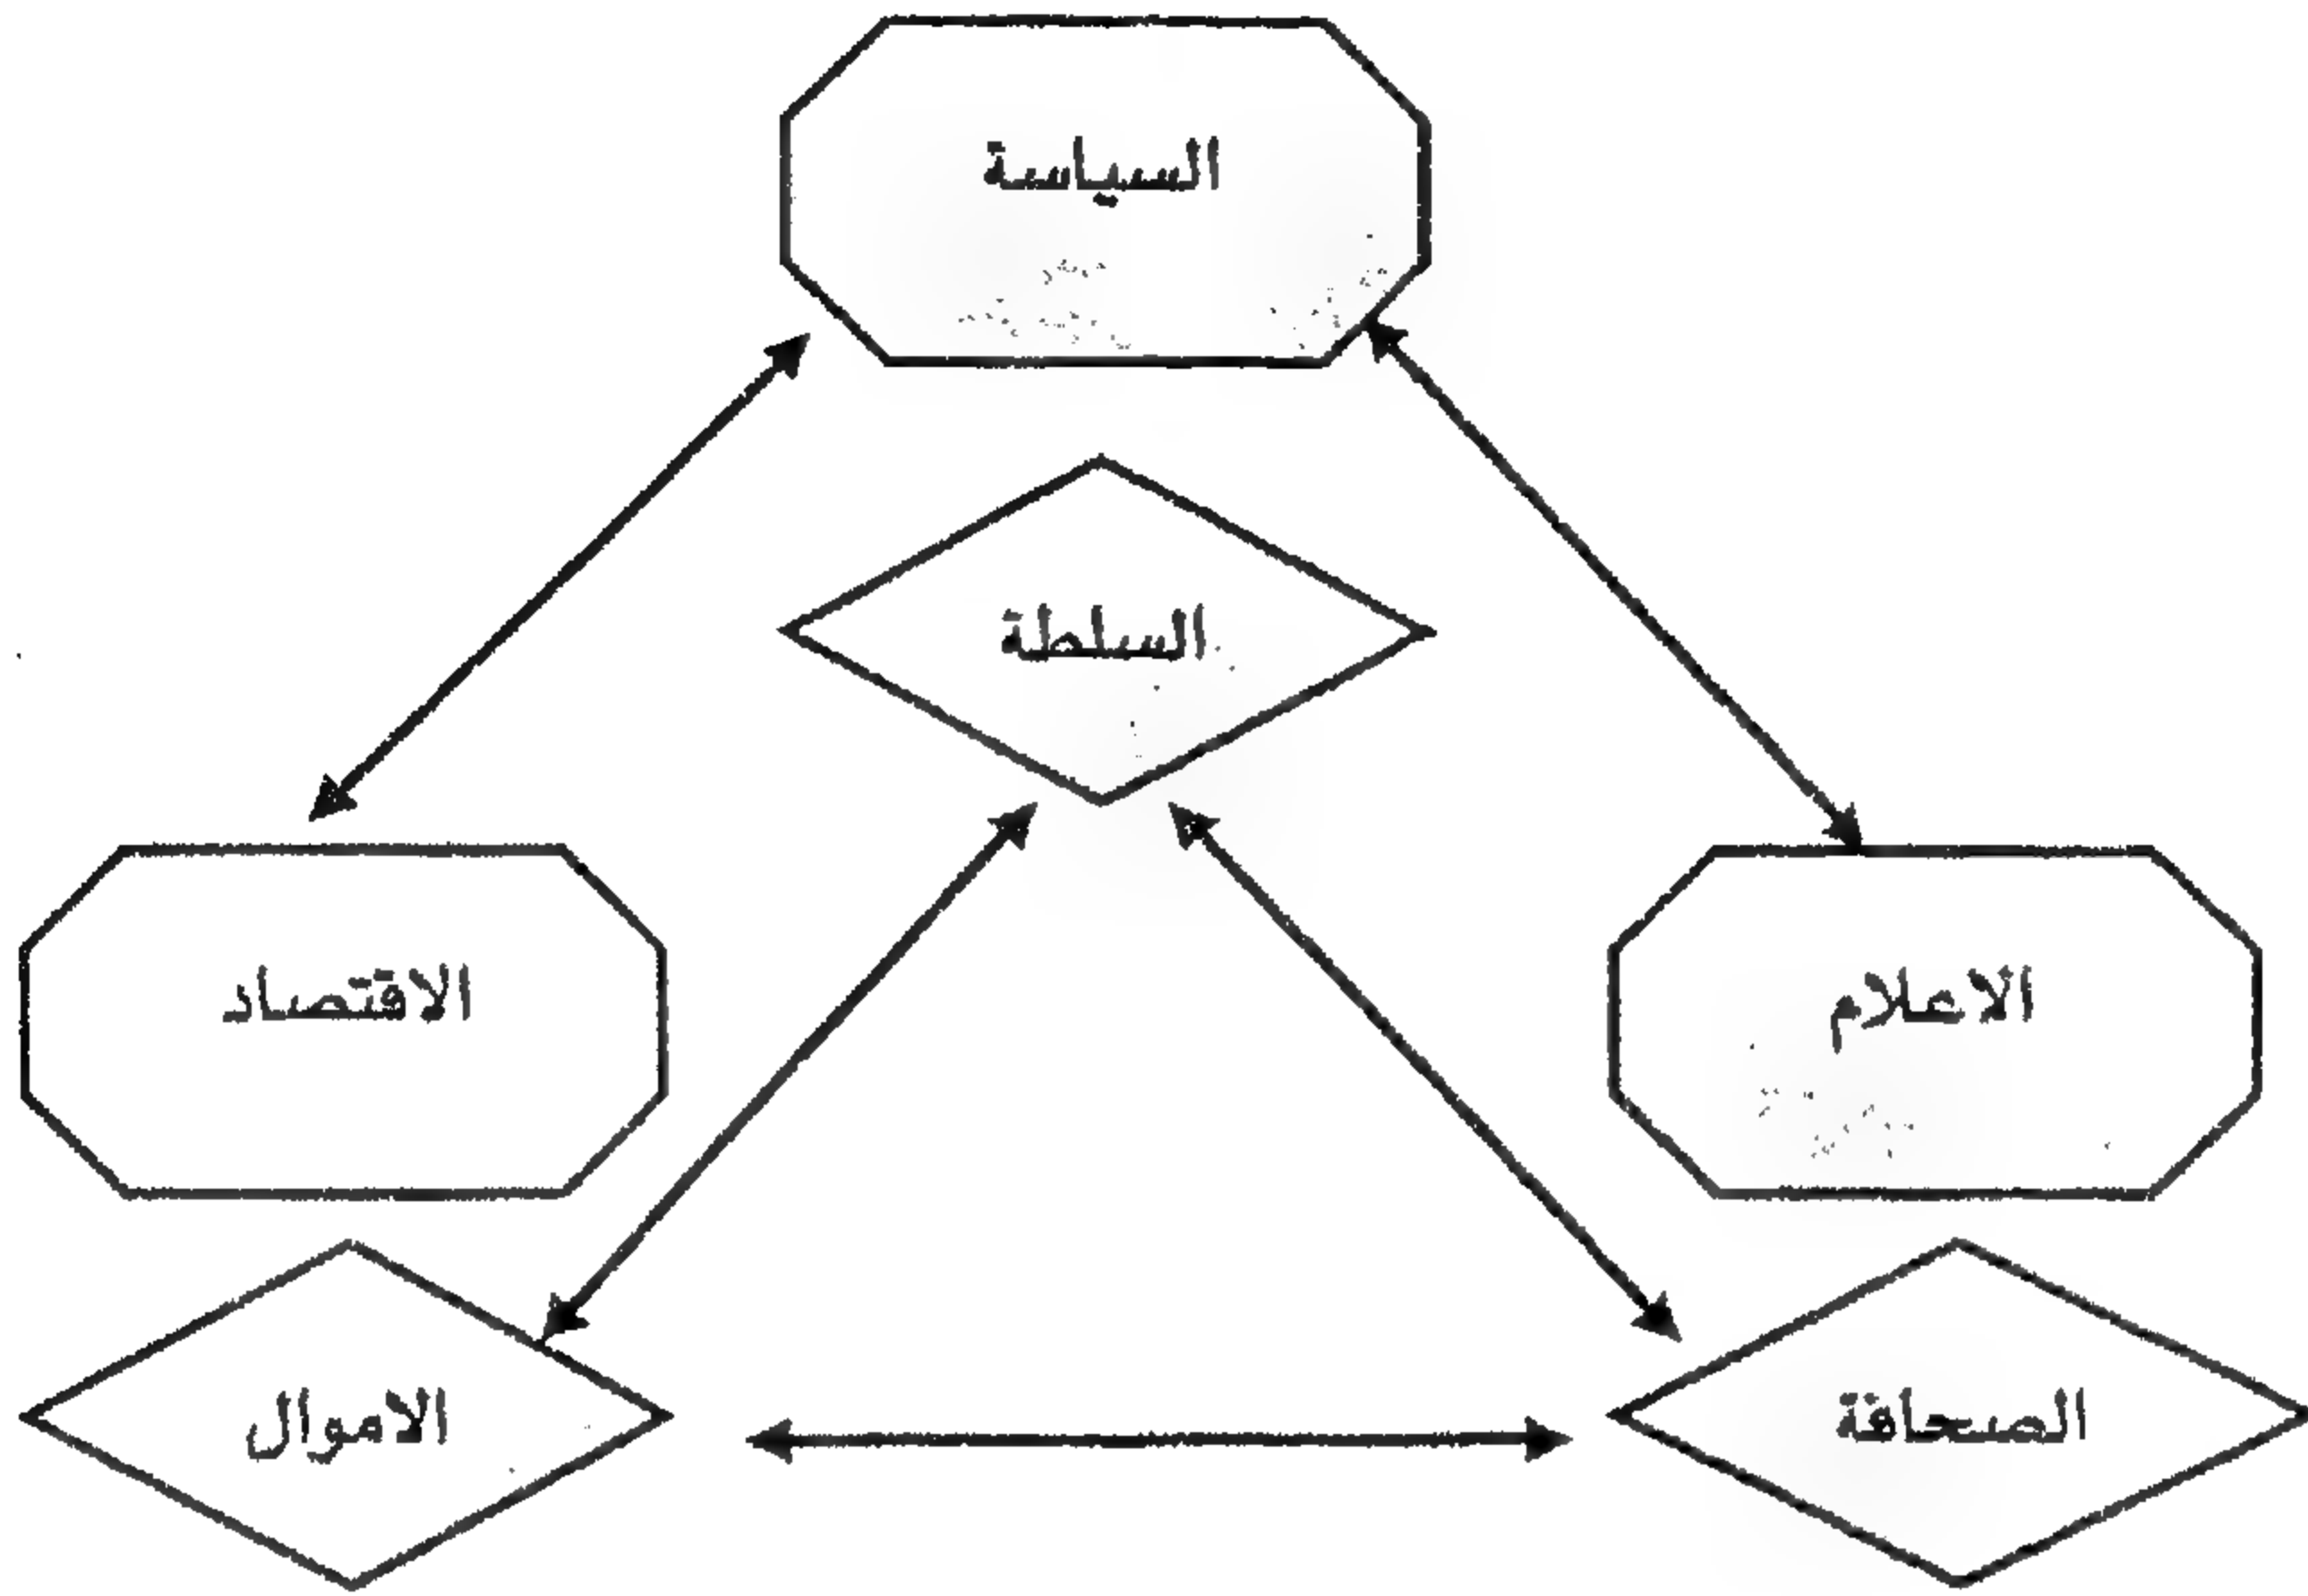 السياسة
السلطة
الاعلام
الاقتصاد
الصحافة
الاموال